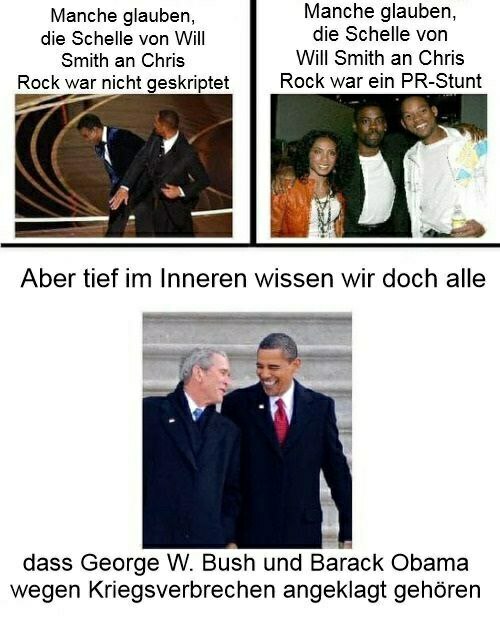 Manche glauben,
die Schelle von Will
Smith an Chris
Rock war nicht geskriptet
Manche glauben,
die Schelle von
Will Smith an Chris
Rock war ein PR-Stunt
Aber tief im Inneren wissen wir doch alle
dass George W. Bush und Barack Obama
wegen Kriegsverbrechen angeklagt gehören